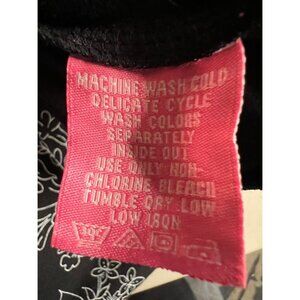 MACHINE WASH COLD
DELICATE CYCLE
WASH COLORS
SEPARATELY
INSIDE OUT
USE ONLY NON-
CHLORINE BLEACH
TUMBLE DRY LOW
LOW IRON